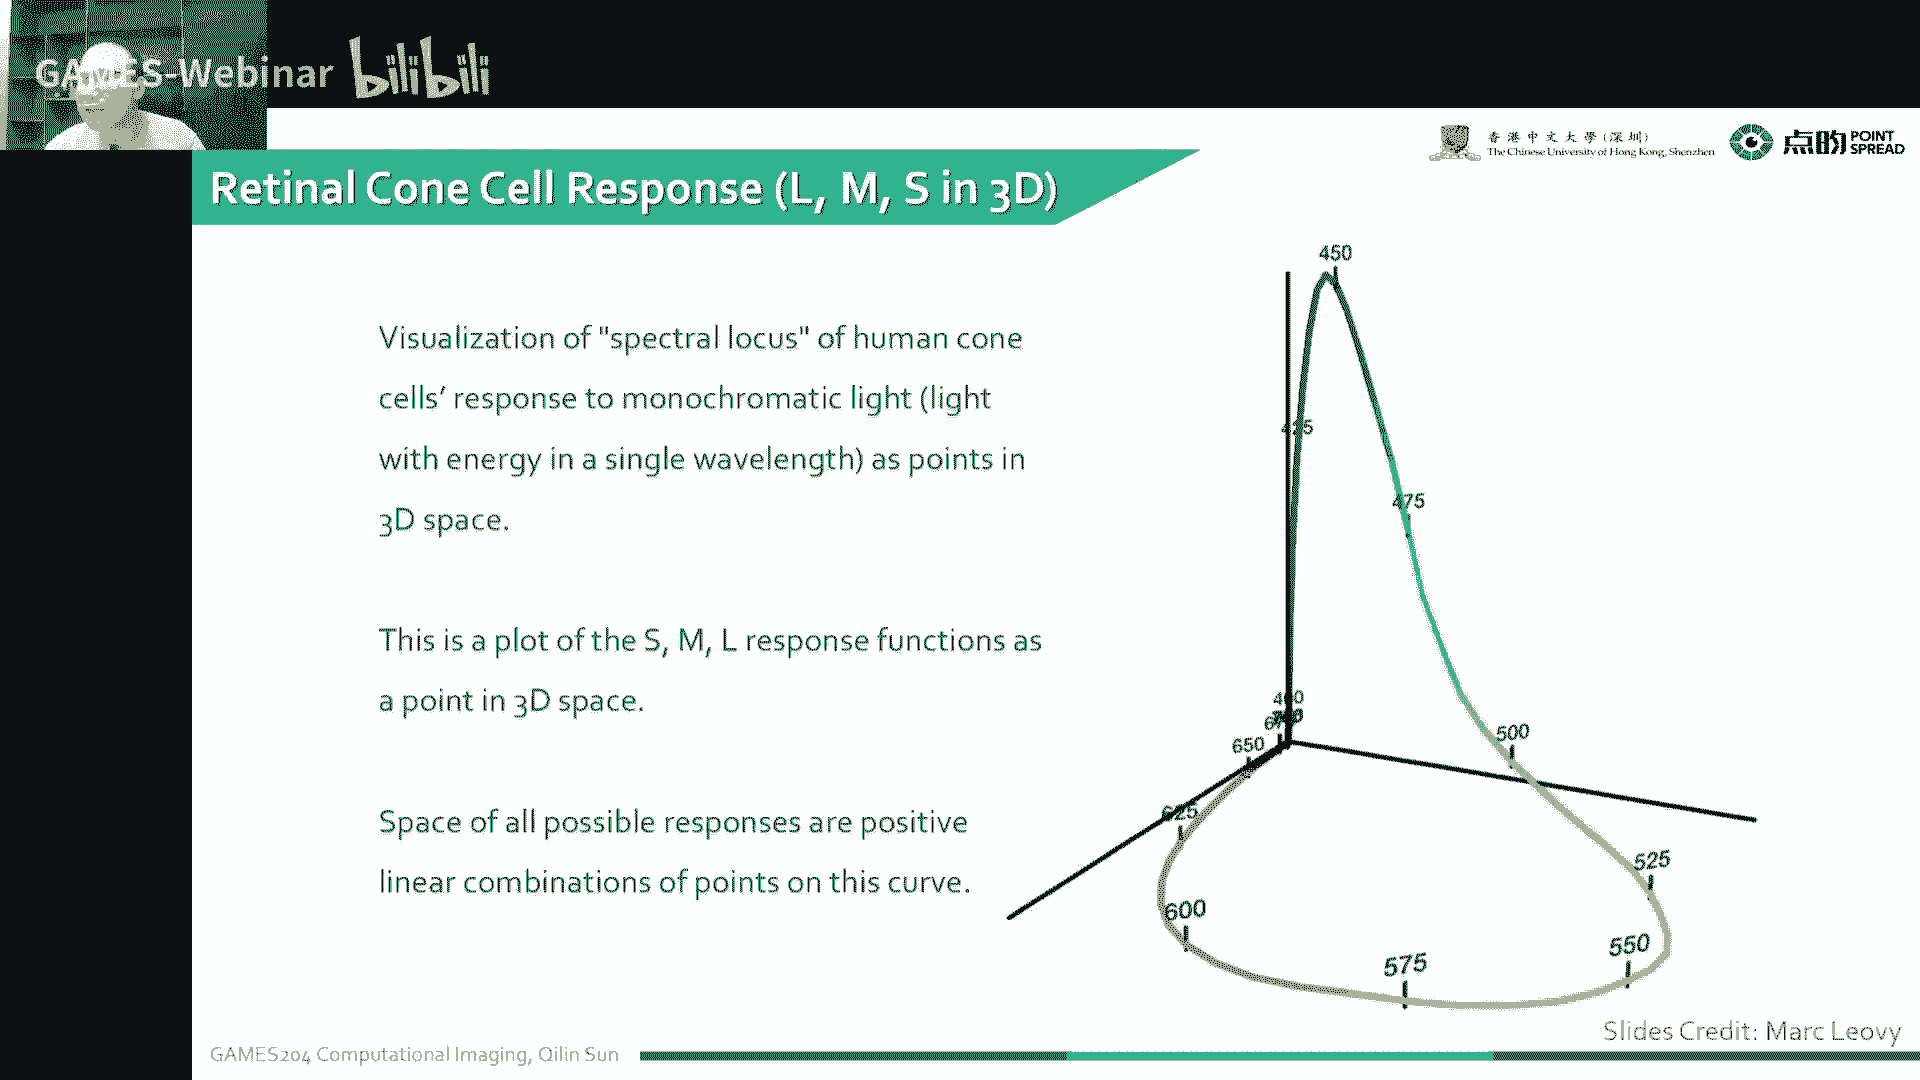 GAMES-Webinar bilibili
香港中文大學(深圳)
The Chinese University of Hong Kong, Shenzhen
点昀 POINT SPREAD
Retinal Cone Cell Response (L, M, S in 3D)
Visualization of "spectral locus" of human cone
cells' response to monochromatic light (light
with energy in a single wavelength) as points in
3D space.
This is a plot of the S, M, L response functions as
a point in 3D space.
Space of all possible responses are positive
linear combinations of points on this curve.
450
425
475
400
650
500
625
525
600
550
575
Slides Credit: Marc Leovy
GAMES204 Computational Imaging, Qilin Sun